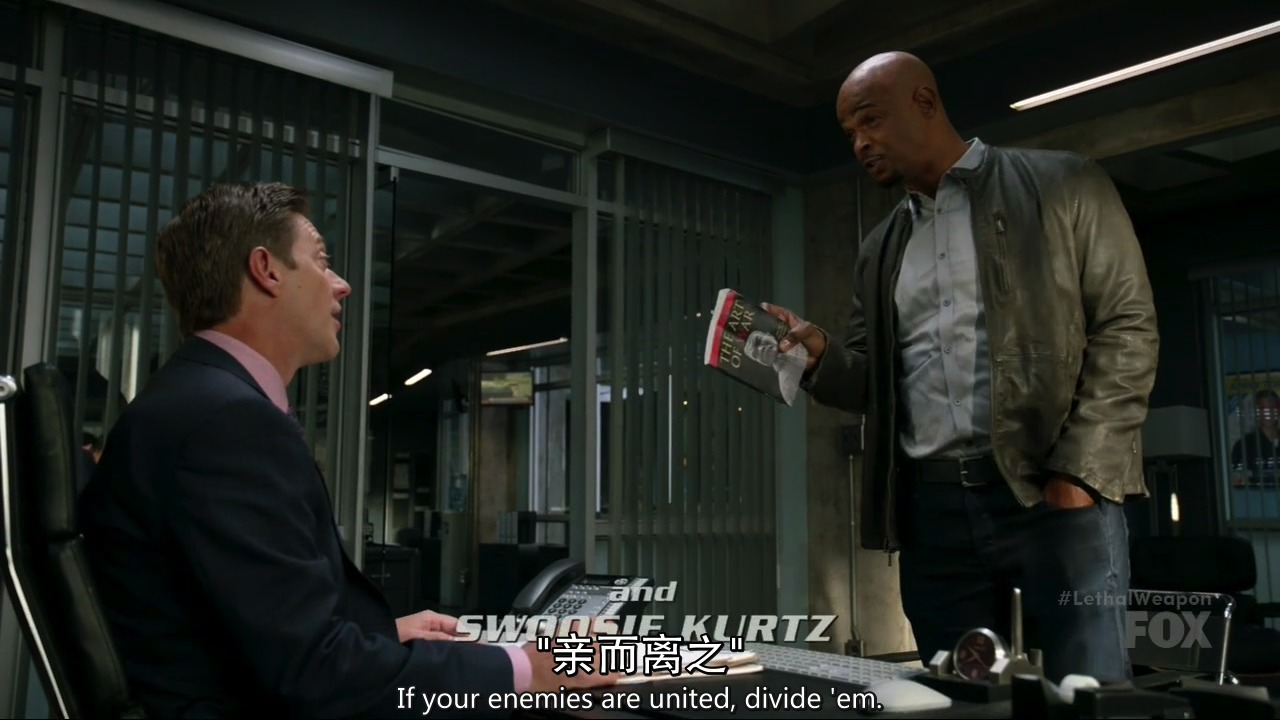 THE ART
OF WAR
and
SWOOSIE KURTZ
#LethalWeapon
FOX
"亲而离之"
If your enemies are united, divide 'em.